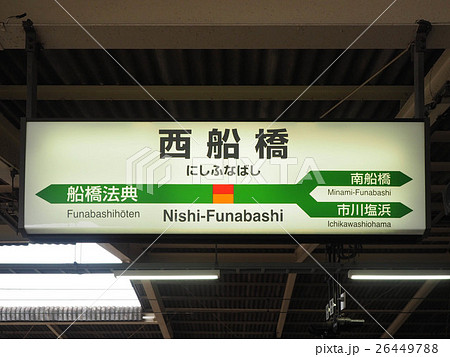 西船橋
にしふなばし
船橋法典
Funabashihōten
Nishi-Funabashi
南船橋
Minami-Funabashi
市川塩浜
Ichikawashiohama
PIXTA
pixta.jp - 26449788